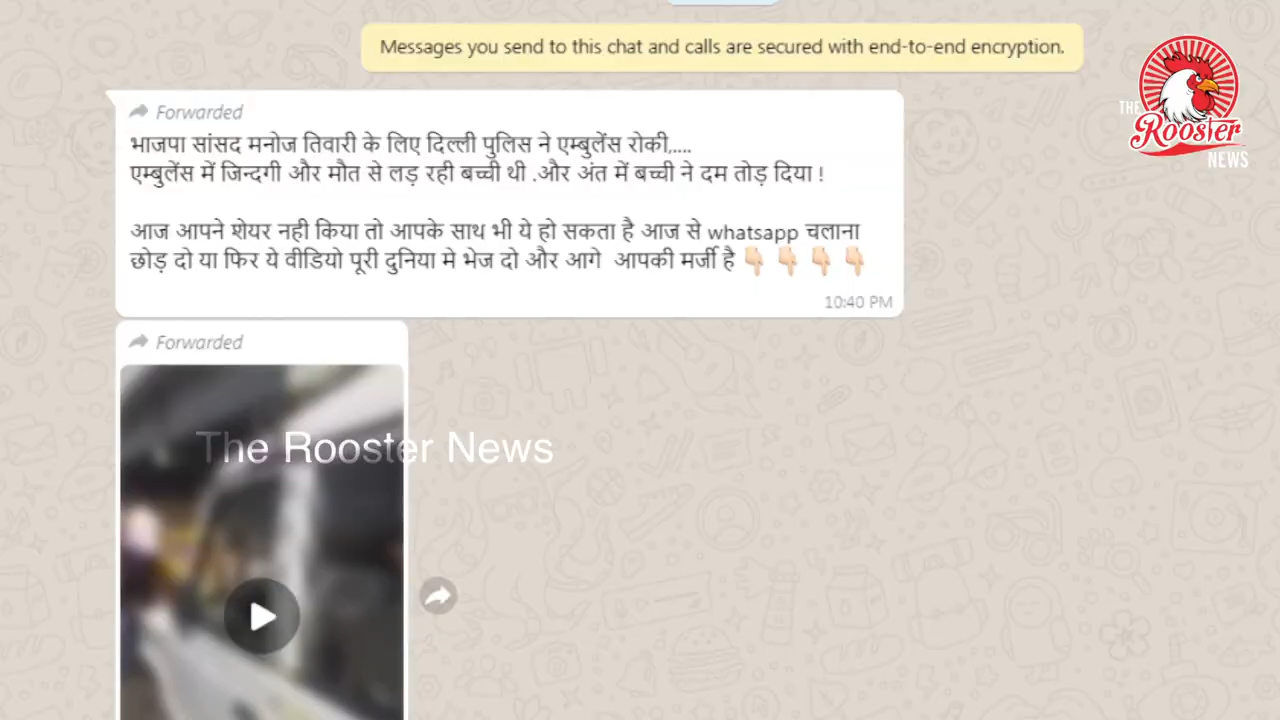 Messages you send to this chat and calls are secured with end-to-end encryption.
THE
Rooster
NEWS
Forwarded
भाजपा सांसद मनोज तिवारी के लिए दिल्ली पुलिस ने एम्बुलेंस रोकी,....
एम्बुलेंस में जिन्दगी और मौत से लड़ रही बच्ची थी .और अंत में बच्ची ने दम तोड़ दिया !
आज आपने शेयर नही किया तो आपके साथ भी ये हो सकता है आज से whatsapp चलाना
छोड़ दो या फिर ये वीडियो पूरी दुनिया मे भेज दो और आगे आपकी मर्जी है 👇🏻 👇🏻 👇🏻 👇🏻
10:40 PM
Forwarded
The Rooster News